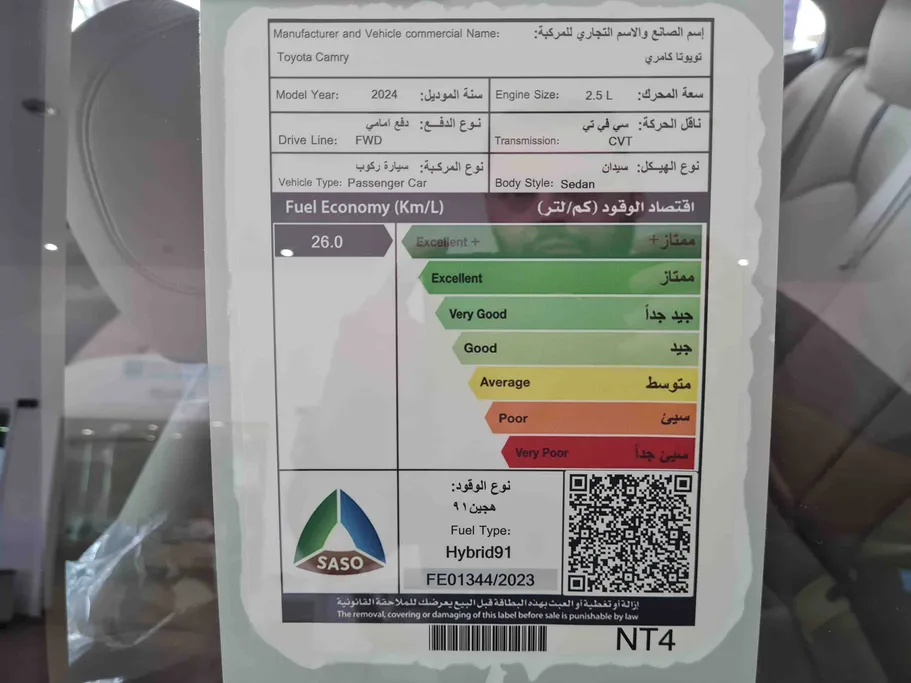 Manufacturer and Vehicle commercial Name: إسم الصانع والاسم التجاري للمركبة:
Toyota Camry تويوتا كامري
Model Year: 2024 سنة الموديل:
Engine Size: 2.5 L سعة المحرك:
نوع الدفـع: دفع امامي
Drive Line: FWD
ناقل الحركة: سي في تي
Transmission: CVT
نوع المركبة: سيارة ركوب
Vehicle Type: Passenger Car
نوع الهيكل: سيدان
Body Style: Sedan
Fuel Economy (Km/L) اقتصاد الوقود (كم/لتر)
26.0
Excellent + ممتاز+
Excellent ممتاز
Very Good جيد جداً
Good جيد
Average متوسط
Poor سيئ
Very Poor سيئ جداً
SASO
نوع الوقود:
هجين٩١
Fuel Type:
Hybrid91
FE01344/2023
إزالة أو تغطية أو العبث بهذه البطاقة قبل البيع يعرضك للملاحقة القانونية
The removal, covering or damaging of this label before sale is punishable by law
NT4